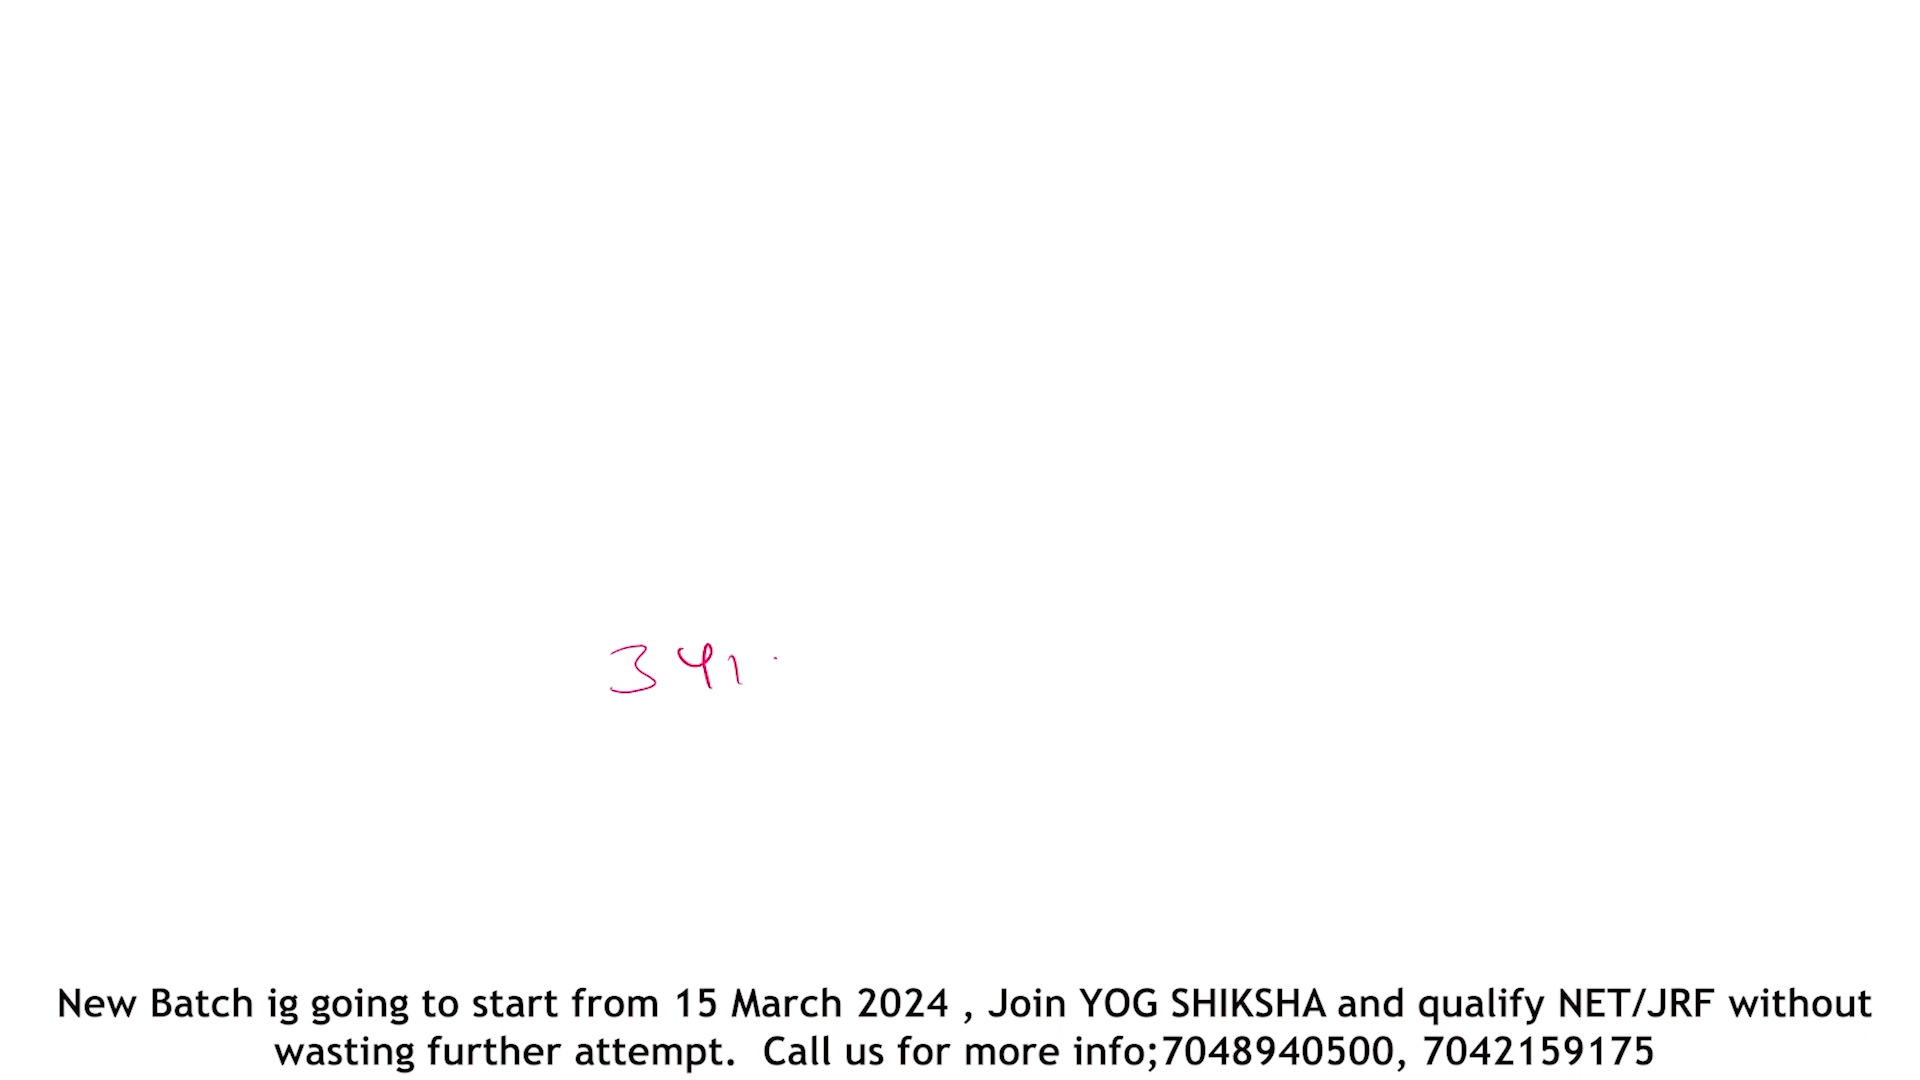 New Batch ig going to start from 15 March 2024 , Join YOG SHIKSHA and qualify NET/JRF without
wasting further attempt. Call us for more info;7048940500, 7042159175